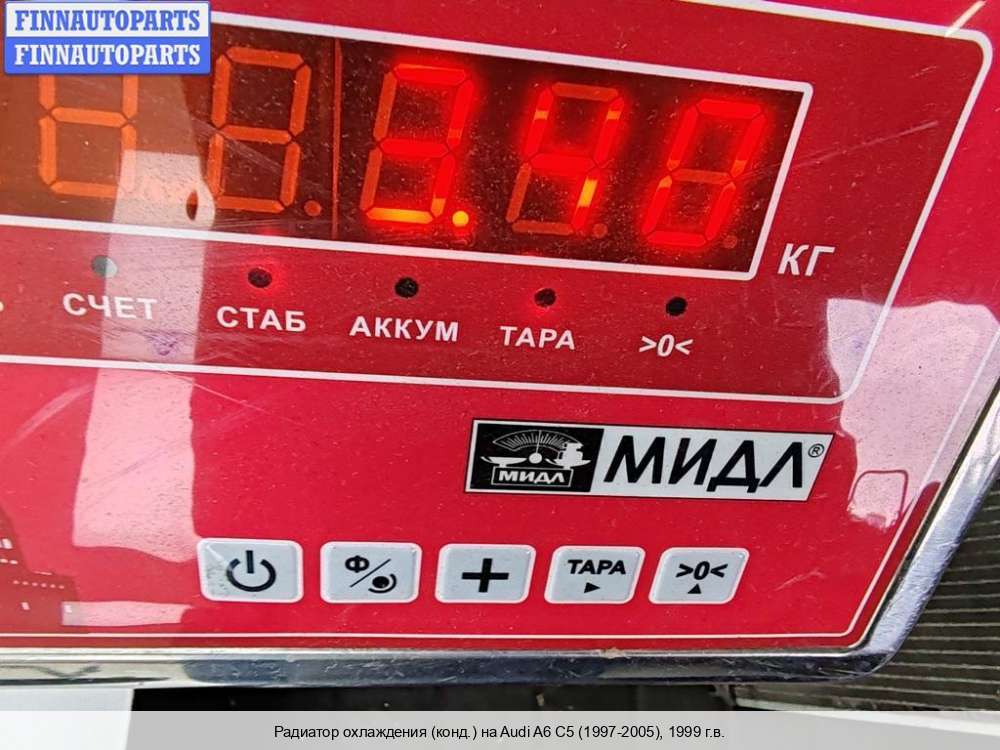 FINNAUTOPARTS
FINNAUTOPARTS
3.40
КГ
СЧЕТ СТАБ АККУМ ТАРА >0<
МИДЛ МИДЛ®
Ф ТАРА >0<
Радиатор охлаждения (конд.) на Audi A6 C5 (1997-2005), 1999 г.в.